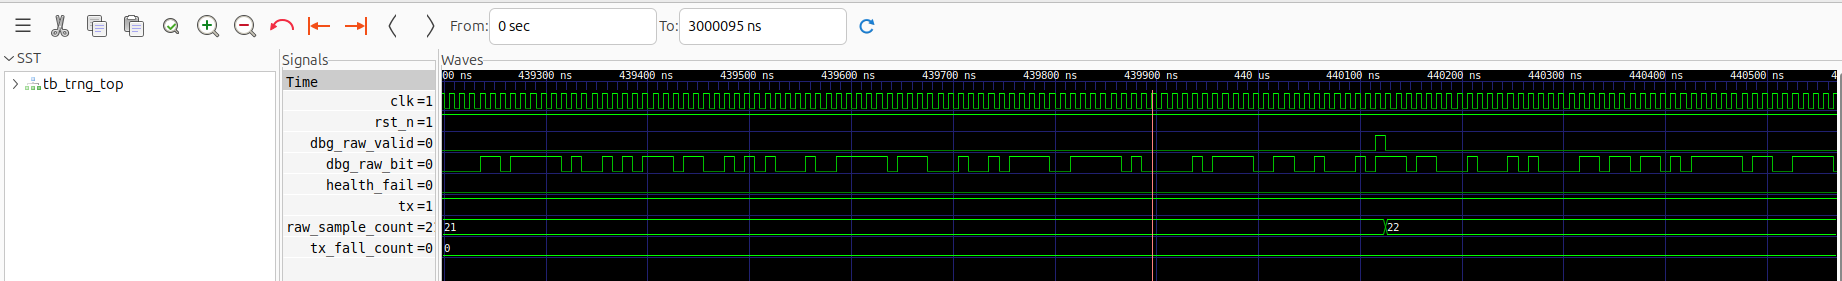 From: 0 sec To: 3000095 ns
SST
tb_trng_top
Signals
Time
clk =1
rst_n =1
dbg_raw_valid =0
dbg_raw_bit =0
health_fail =0
tx =1
raw_sample_count =2
tx_fall_count =0
Waves
00 ns 439300 ns 439400 ns 439500 ns 439600 ns 439700 ns 439800 ns 439900 ns 440 us 440100 ns 440200 ns 440300 ns 440400 ns 440500 ns 4
21 22
0